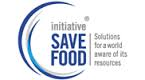 initiative®
SAVE
FOOD
Solutions
for a world
aware of its
resources